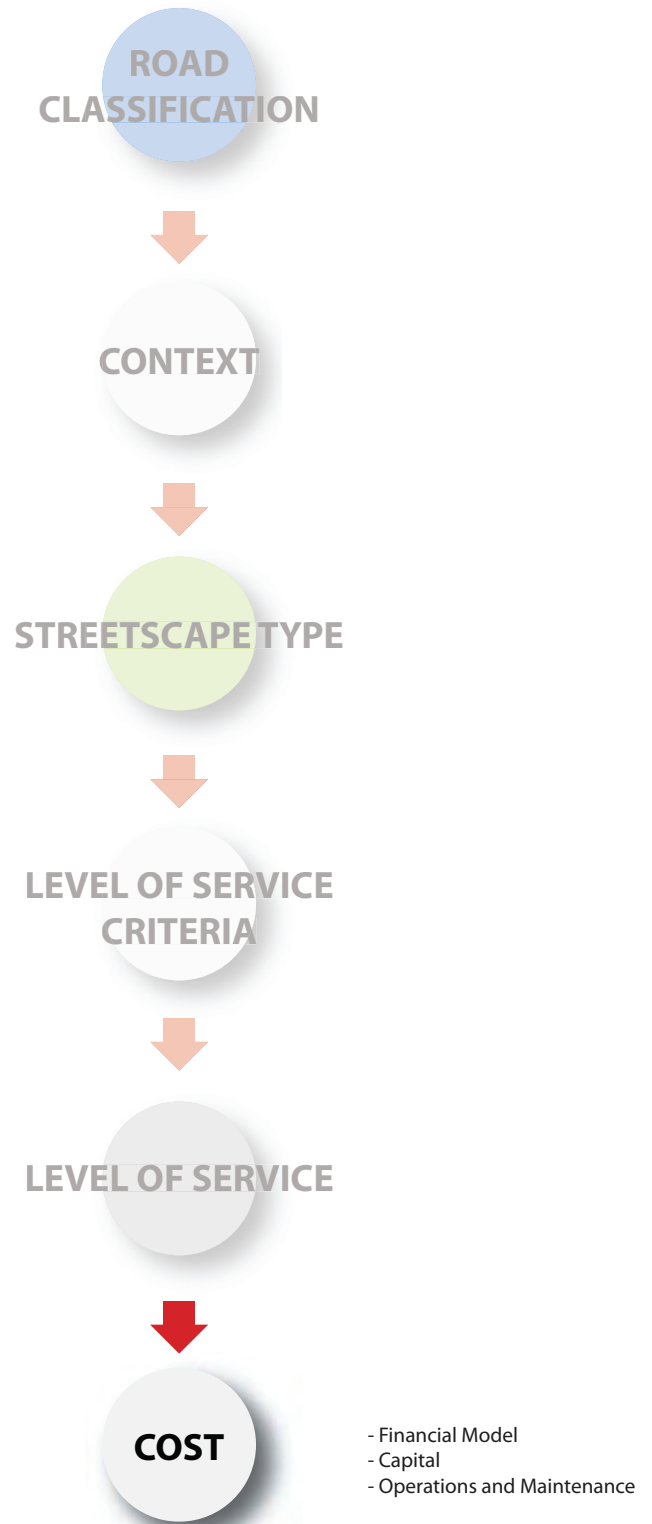 ROAD
CLASSIFICATION
CONTEXT
STREETSCAPE TYPE
LEVEL OF SERVICE
CRITERIA
LEVEL OF SERVICE
COST
- Financial Model
- Capital
- Operations and Maintenance